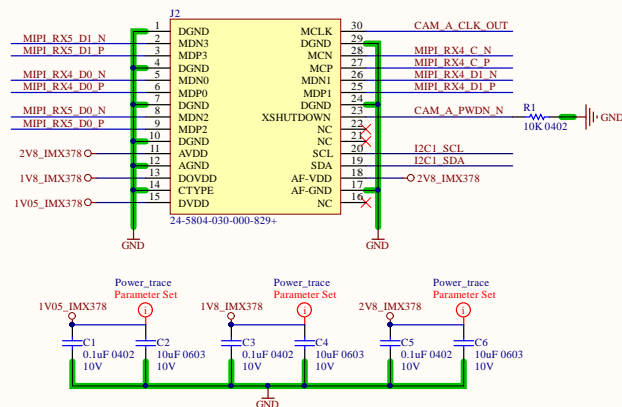 J2
1 DGND MCLK 30 CAM_A_CLK_OUT
DGND 29
MIPI_RX5_D1_N 2 MDN3 MCN 28 MIPI_RX4_C_N
MIPI_RX5_D1_P 3 MDP3 MCP 27 MIPI_RX4_C_P
4 DGND MDN1 26 MIPI_RX4_D1_N
MIPI_RX4_D0_N 5 MDN0 MDP1 25 MIPI_RX4_D1_P
MIPI_RX4_D0_P 6 MDP0 DGND 24
7 DGND XSHUTDOWN 23 CAM_A_PWDN_N R1 10K 0402 GND
MIPI_RX5_D0_N 8 MDN2 NC 22
MIPI_RX5_D0_P 9 MDP2 NC 21
10 DGND SCL 20 I2C1_SCL
2V8_IMX378 11 AVDD SDA 19 I2C1_SDA
12 AGND AF-VDD 18 2V8_IMX378
1V8_IMX378 13 DOVDD AF-GND 17
14 CTYPE NC 16
1V05_IMX378 15 DVDD
24-5804-030-000-829+
GND GND
Power_trace Power_trace Power_trace
Parameter Set Parameter Set Parameter Set
1V05_IMX378 i 1V8_IMX378 i 2V8_IMX378 i
C1 C2 C3 C4 C5 C6
0.1uF 0402 10uF 0603 0.1uF 0402 10uF 0603 0.1uF 0402 10uF 0603
10V 10V 10V 10V 10V 10V
GND